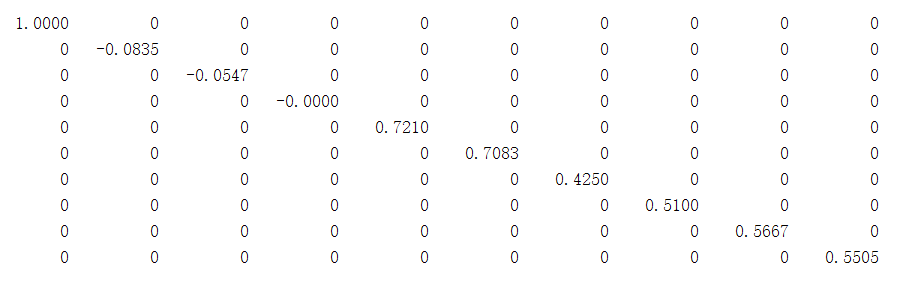 1.0000 0 0 0 0 0 0 0 0 0
0 -0.0835 0 0 0 0 0 0 0 0
0 0 -0.0547 0 0 0 0 0 0 0
0 0 0 -0.0000 0 0 0 0 0 0
0 0 0 0 0.7210 0 0 0 0 0
0 0 0 0 0 0.7083 0 0 0 0
0 0 0 0 0 0 0.4250 0 0 0
0 0 0 0 0 0 0 0.5100 0 0
0 0 0 0 0 0 0 0 0.5667 0
0 0 0 0 0 0 0 0 0 0.5505